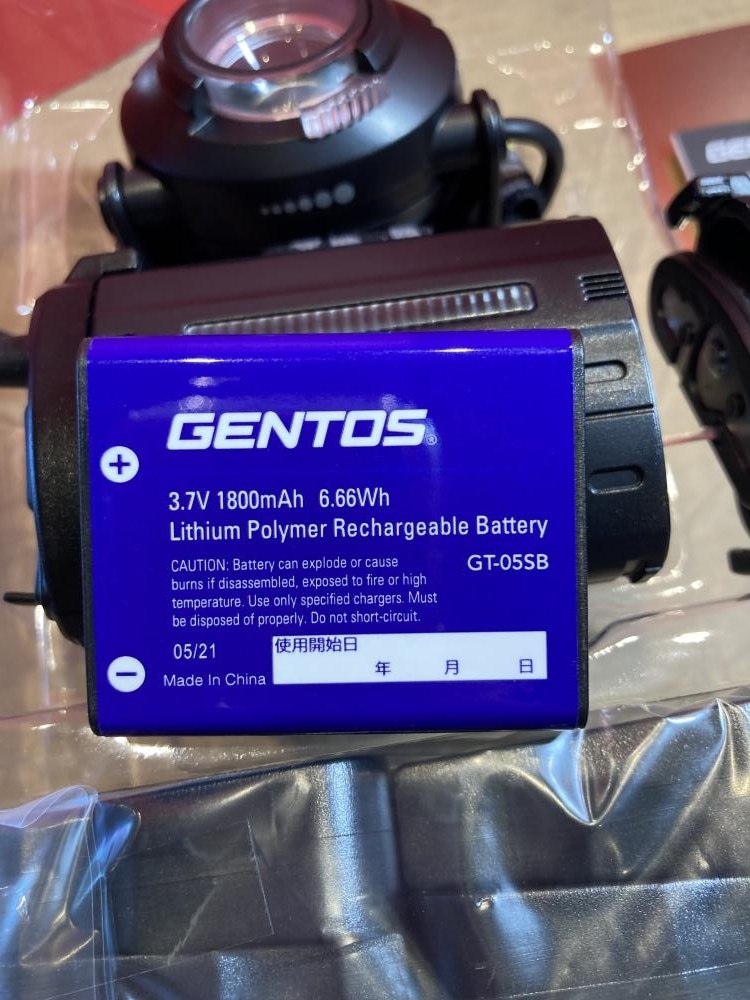 GENTOS®
+
3.7V 1800mAh 6.66Wh
Lithium Polymer Rechargeable Battery
CAUTION: Battery can explode or cause
burns if disassembled, exposed to fire or high
temperature. Use only specified chargers. Must
be disposed of properly. Do not short-circuit.
GT-05SB
05/21
使用開始日
年 月 日
−
Made In China